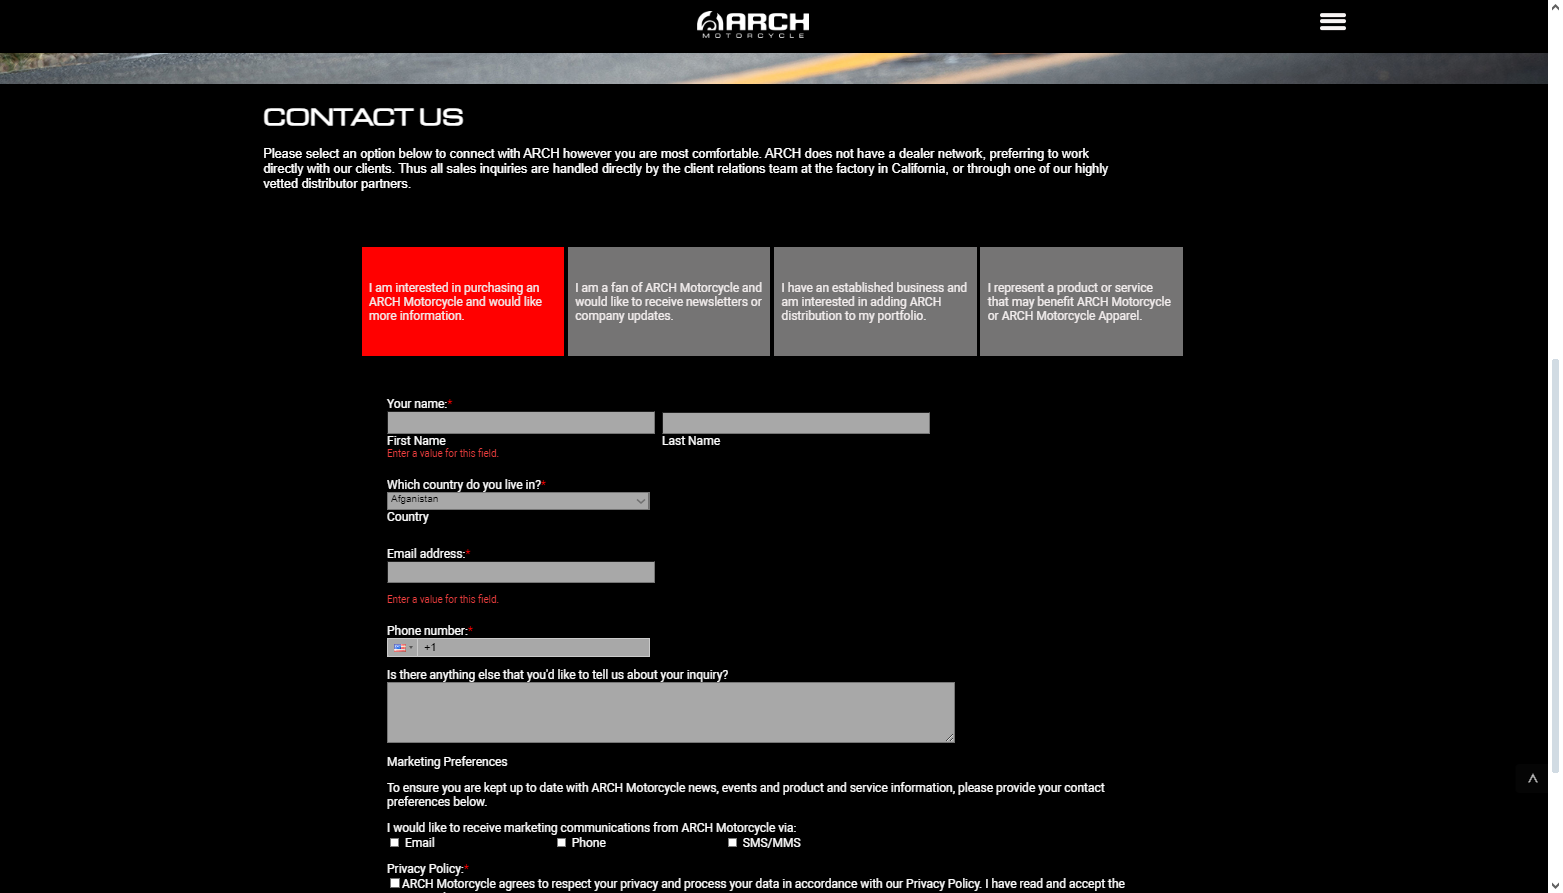 ARCH
MOTORCYCLE
CONTACT US
Please select an option below to connect with ARCH however you are most comfortable. ARCH does not have a dealer network, preferring to work
directly with our clients. Thus all sales inquiries are handled directly by the client relations team at the factory in California, or through one of our highly
vetted distributor partners.
I am interested in purchasing an
ARCH Motorcycle and would like
more information.
I am a fan of ARCH Motorcycle and
would like to receive newsletters or
company updates.
I have an established business and
am interested in adding ARCH
distribution to my portfolio.
I represent a product or service
that may benefit ARCH Motorcycle
or ARCH Motorcycle Apparel.
Your name:*
First Name
Last Name
Enter a value for this field.
Which country do you live in?*
Afganistan
Country
Email address:*
Enter a value for this field.
Phone number:*
+1
Is there anything else that you'd like to tell us about your inquiry?
Marketing Preferences
To ensure you are kept up to date with ARCH Motorcycle news, events and product and service information, please provide your contact
preferences below.
I would like to receive marketing communications from ARCH Motorcycle via:
Email Phone SMS/MMS
Privacy Policy:*
ARCH Motorcycle agrees to respect your privacy and process your data in accordance with our Privacy Policy. I have read and accept the